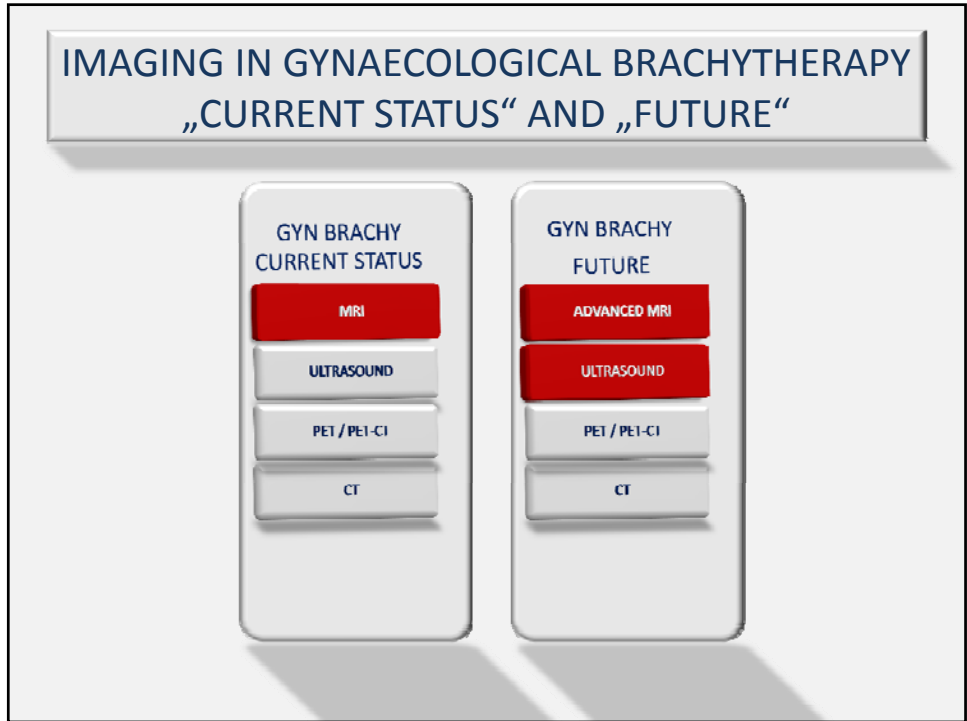 IMAGING IN GYNAECOLOGICAL BRACHYTHERAPY
„CURRENT STATUS“ AND „FUTURE“
GYN BRACHY
CURRENT STATUS
MRI
ULTRASOUND
PET / PET-CT
CT
GYN BRACHY
FUTURE
ADVANCED MRI
ULTRASOUND
PET / PET-CT
CT